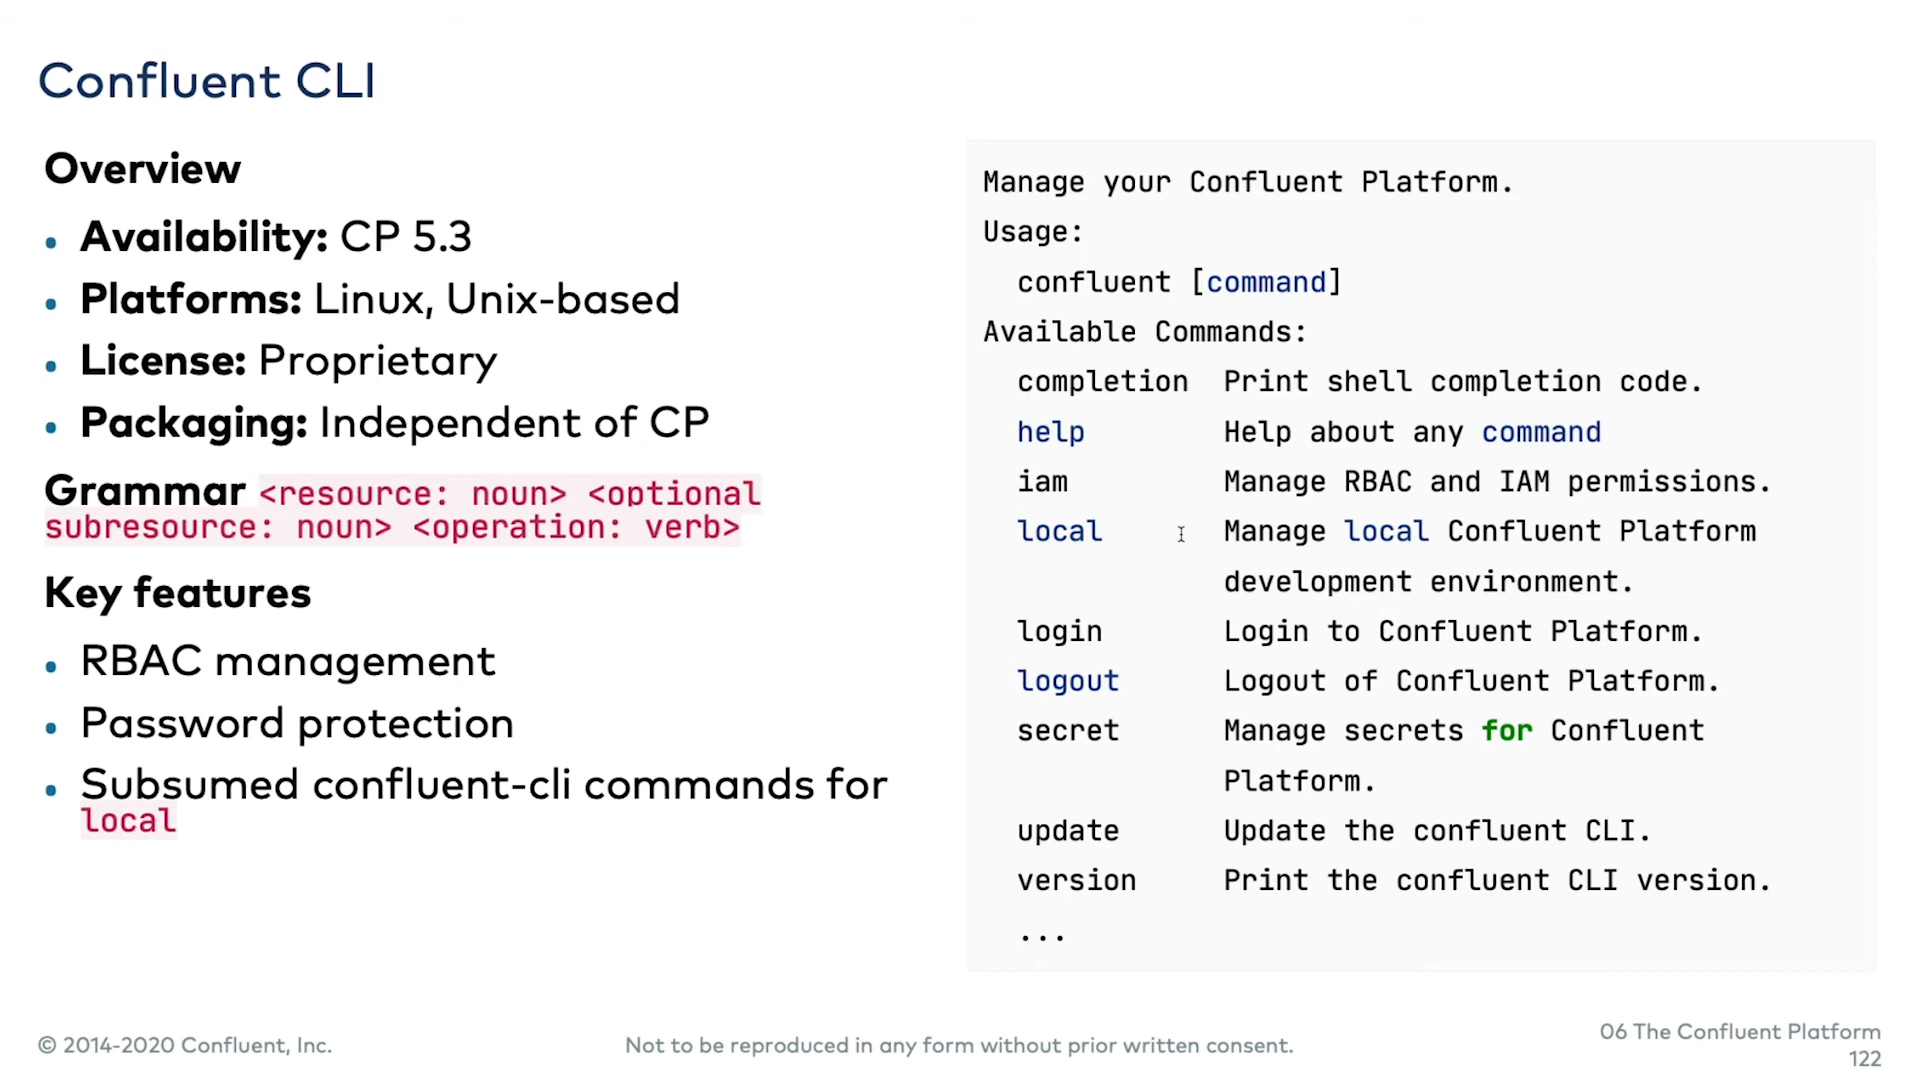 Confluent CLI
Overview
• Availability: CP 5.3
• Platforms: Linux, Unix-based
• License: Proprietary
• Packaging: Independent of CP
Grammar <resource: noun> <optional
subresource: noun> <operation: verb>
Key features
• RBAC management
• Password protection
• Subsumed confluent-cli commands for
local
Manage your Confluent Platform.
Usage:
confluent [command]
Available Commands:
completion Print shell completion code.
help Help about any command
iam Manage RBAC and IAM permissions.
local Manage local Confluent Platform
development environment.
login Login to Confluent Platform.
logout Logout of Confluent Platform.
secret Manage secrets for Confluent
Platform.
update Update the confluent CLI.
version Print the confluent CLI version.
...
© 2014-2020 Confluent, Inc.
Not to be reproduced in any form without prior written consent.
06 The Confluent Platform
122